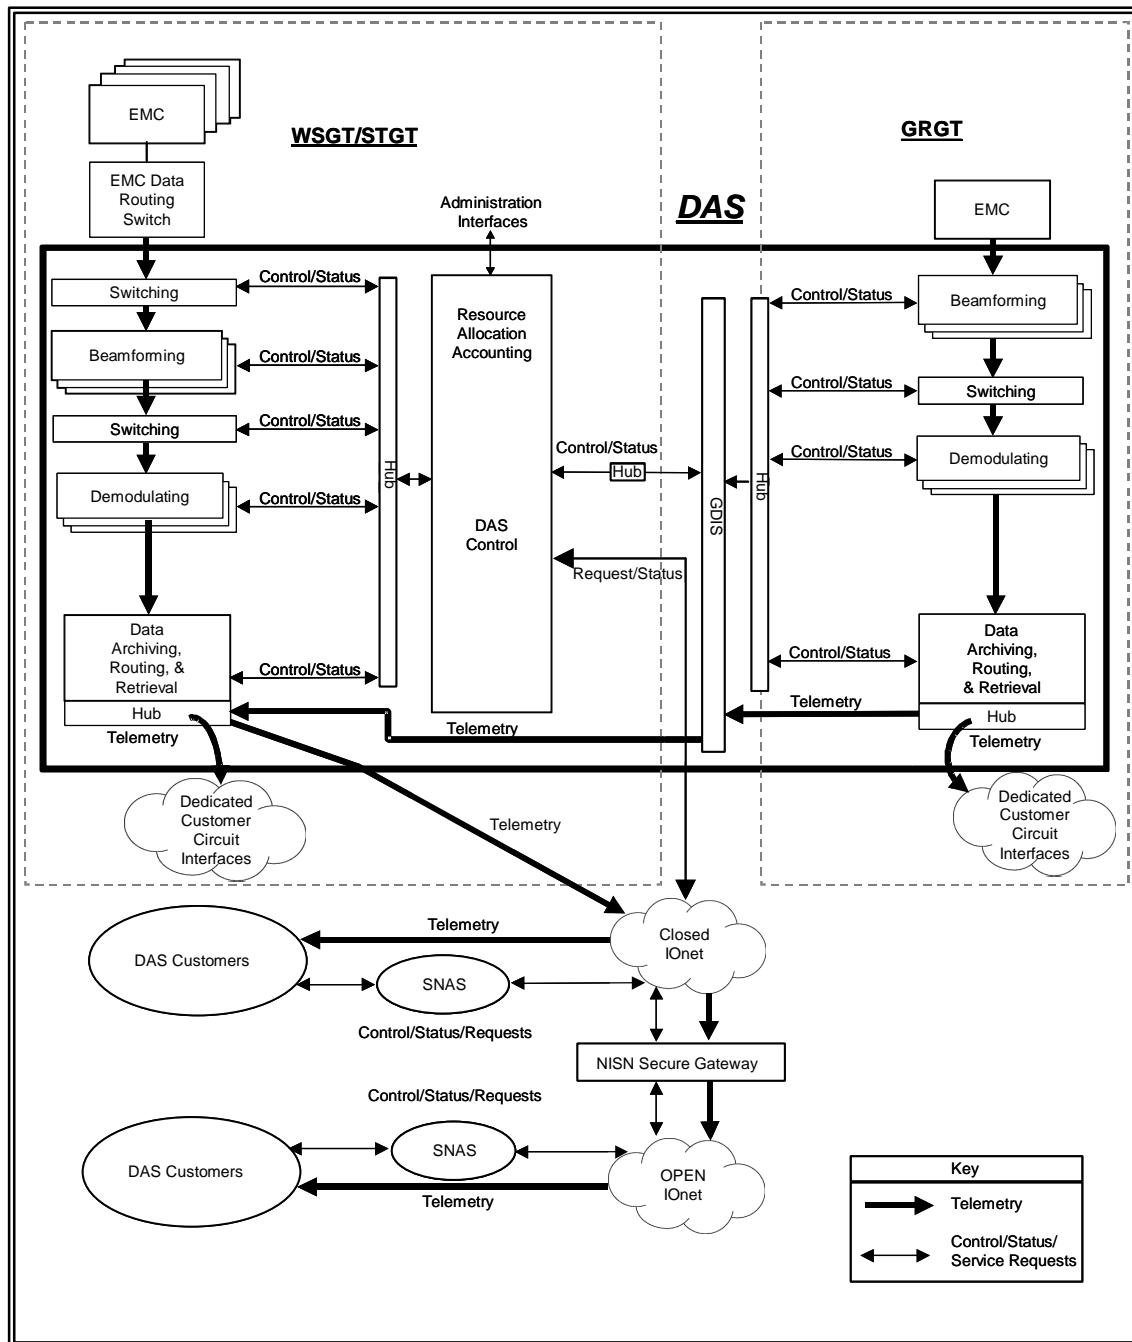 EMC
WSGT/STGT
GRGT
EMC Data
Routing
Switch
Administration
Interfaces
DAS
EMC
Switching
Control/Status
Resource
Allocation
Accounting
Control/Status
Beamforming
Beamforming
Control/Status
Switching
Control/Status
Control/Status
Switching
Demodulating
Control/Status
Hub
Control/Status
Hub
GDIS
Hub
Control/Status
Demodulating
DAS
Control
Request/Status
Data
Archiving,
Routing, &
Retrieval
Control/Status
Control/Status
Data
Archiving,
Routing,
& Retrieval
Hub
Telemetry
Telemetry
Telemetry
Hub
Telemetry
Dedicated
Customer
Circuit
Interfaces
Telemetry
Dedicated
Customer
Circuit
Interfaces
Telemetry
DAS Customers
Closed
IOnet
SNAS
Control/Status/Requests
NISN Secure Gateway
Control/Status/Requests
DAS Customers
SNAS
Telemetry
OPEN
IOnet
Key
Telemetry
Control/Status/
Service Requests